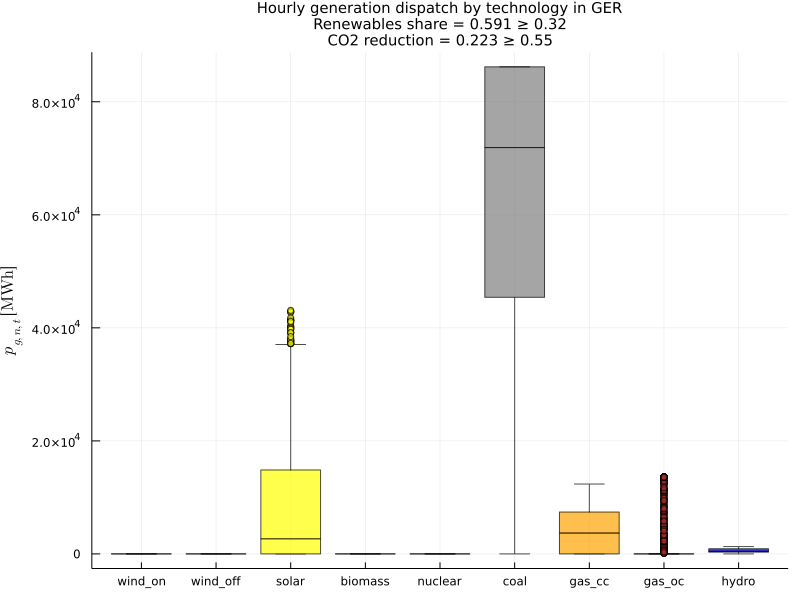 Hourly generation dispatch by technology in GER
Renewables share = 0.591 ≥ 0.32
CO2 reduction = 0.223 ≥ 0.55
8.0×10⁴
6.0×10⁴
4.0×10⁴
2.0×10⁴
0
p_{g,n,t} [MWh]
wind_on wind_off solar biomass nuclear coal gas_cc gas_oc hydro